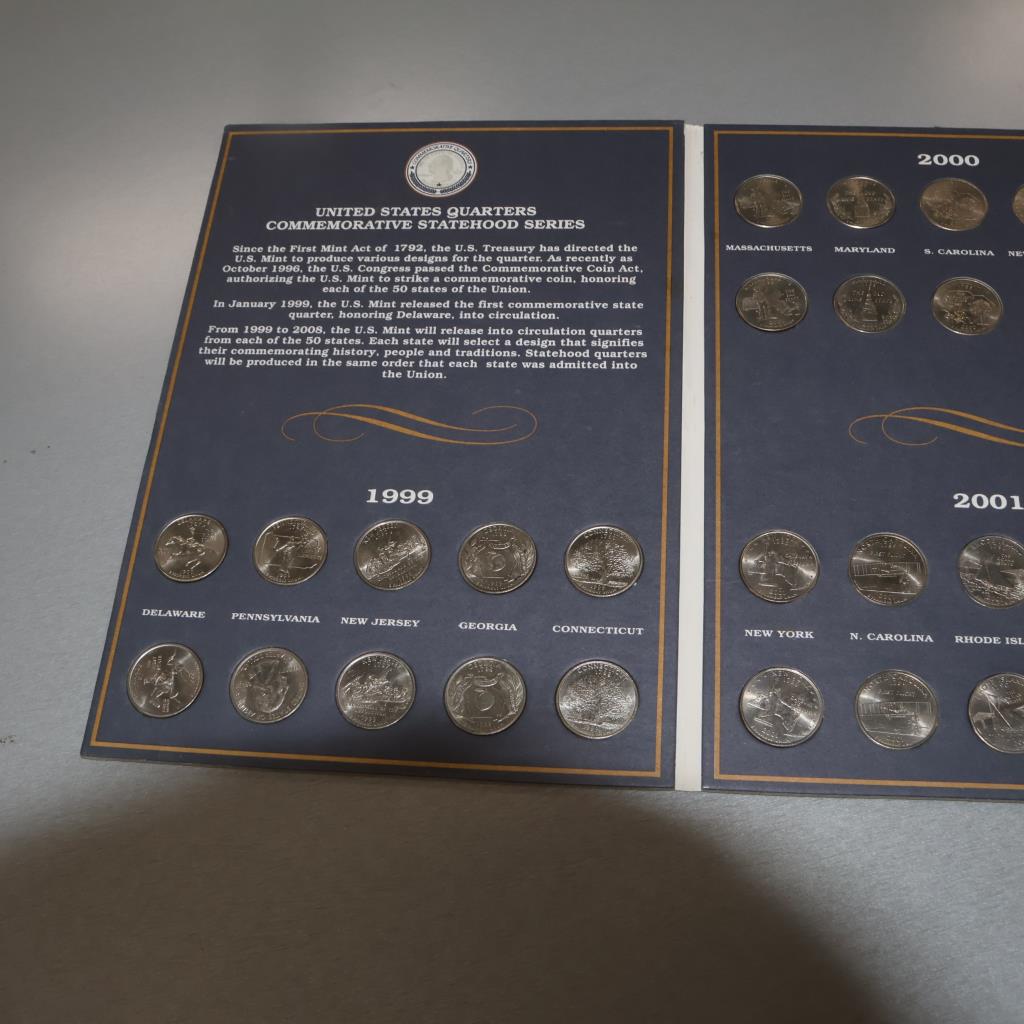 UNITED STATES QUARTERS
COMMEMORATIVE STATEHOOD SERIES
Since the First Mint Act of 1792, the U.S. Treasury has directed the
U.S. Mint to produce various designs for the quarter. As recently as
October 1996, the U.S. Congress passed the Commemorative Coin Act,
authorizing the U.S. Mint to strike a commemorative coin, honoring
each of the 50 states of the Union.
In January 1999, the U.S. Mint released the first commemorative state
quarter, honoring Delaware, into circulation.
From 1999 to 2008, the U.S. Mint will release into circulation quarters
from each of the 50 states. Each state will select a design that signifies
their commemorating history, people and traditions. Statehood quarters
will be produced in the same order that each state was admitted into
the Union.
1999
DELAWARE
PENNSYLVANIA
NEW JERSEY
GEORGIA
CONNECTICUT
2000
MASSACHUSETTS
MARYLAND
S. CAROLINA
2001
NEW YORK
N. CAROLINA
RHODE ISL